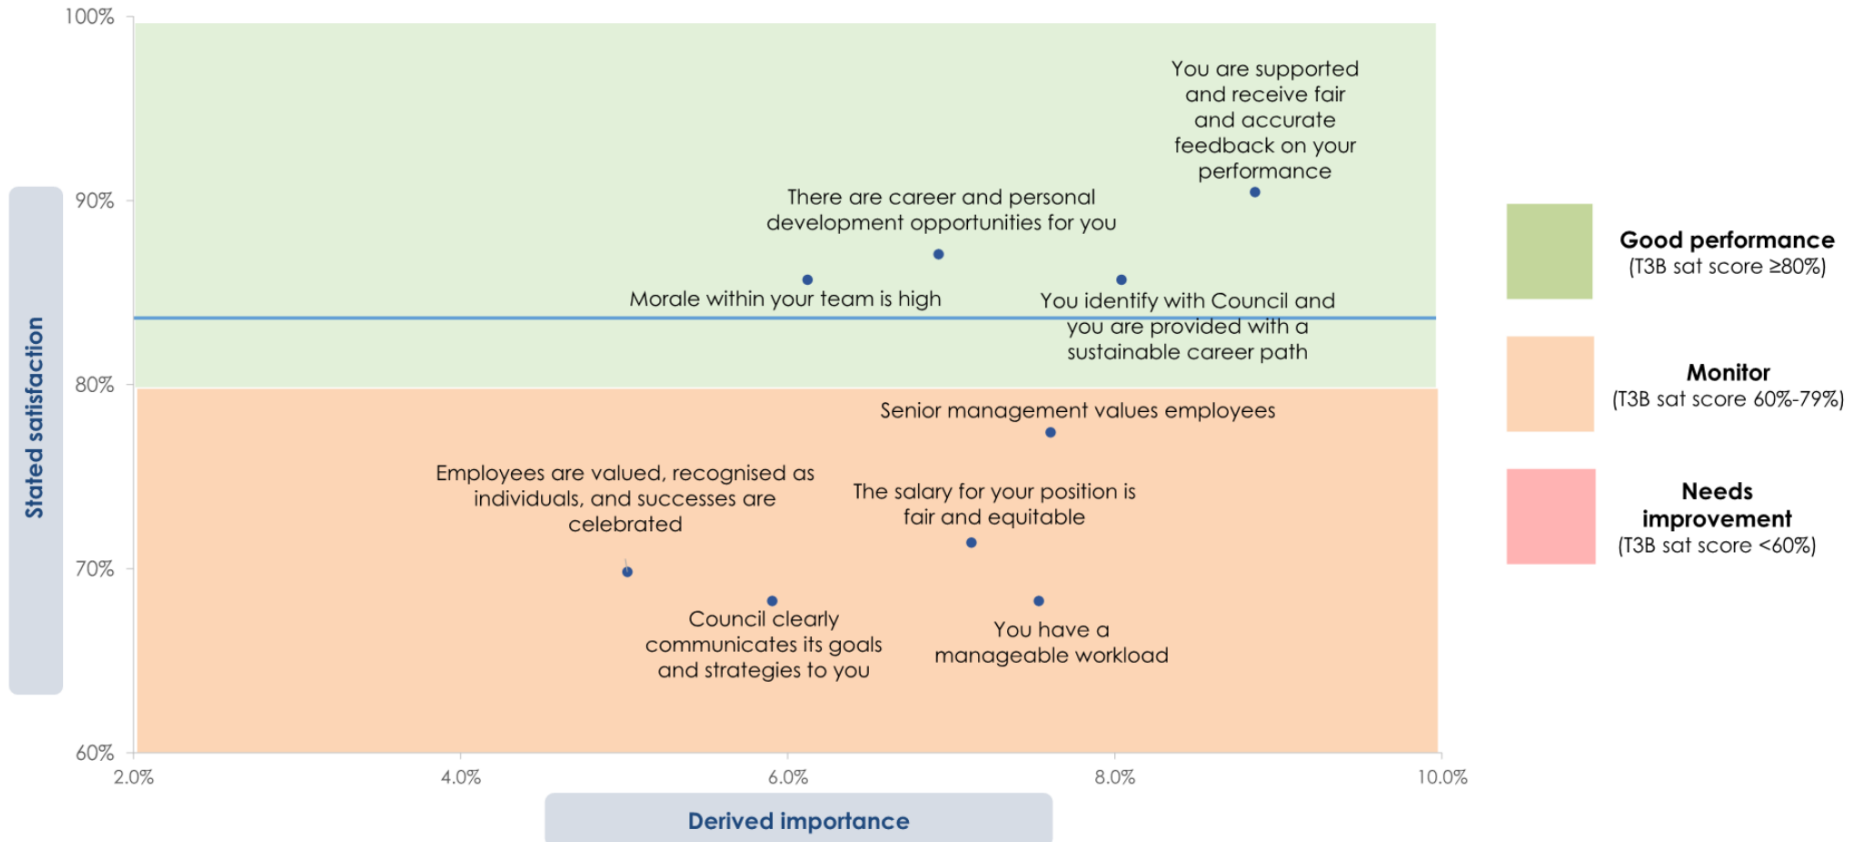 100%
90%
80%
70%
60%
Stated satisfaction
You are supported
and receive fair
and accurate
feedback on your
performance
There are career and personal
development opportunities for you
Morale within your team is high
You identify with Council and
you are provided with a
sustainable career path
Senior management values employees
Employees are valued, recognised as
individuals, and successes are
celebrated
The salary for your position is
fair and equitable
Council clearly
communicates its goals
and strategies to you
You have a
manageable workload
2.0%
4.0%
6.0%
8.0%
10.0%
Derived importance
Good performance
(T3B sat score ≥80%)
Monitor
(T3B sat score 60%-79%)
Needs
improvement
(T3B sat score <60%)